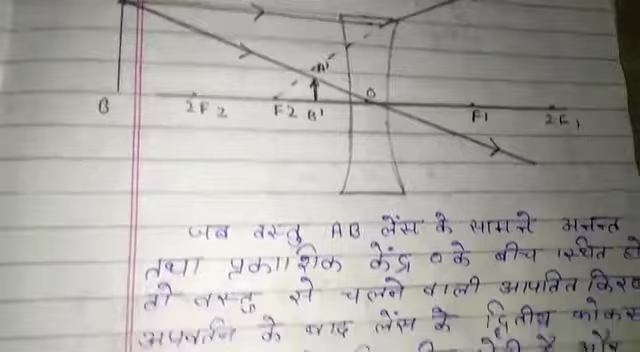 A'
B 2F2 F2 B' O F1 2F1
जब वस्तु AB लेंस के सामने अनन्त
तथा प्रकाशिक केंद्र O के बीच स्थित हो
तो वस्तु से चलने वाली आपतित किरण
अपवर्तन के बाद लेंस के द्वितीय फोकस